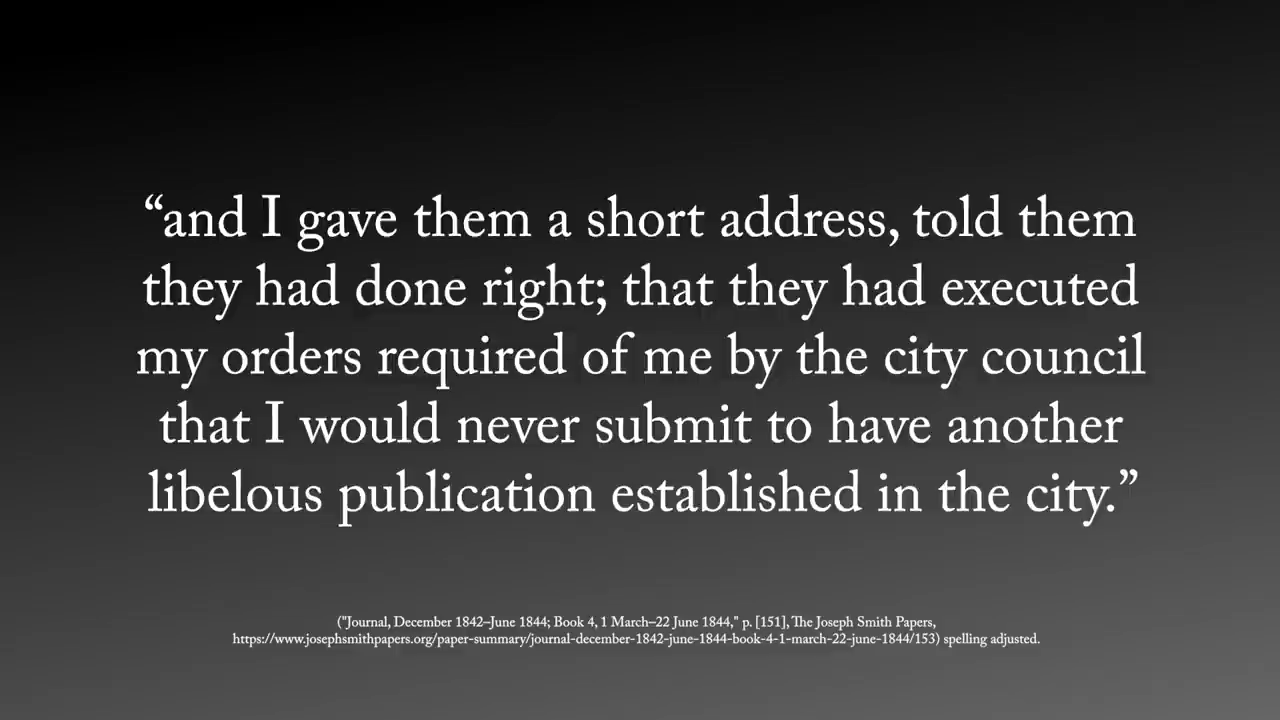 “and I gave them a short address, told them
they had done right; that they had executed
my orders required of me by the city council
that I would never submit to have another
libelous publication established in the city.”
("Journal, December 1842–June 1844; Book 4, 1 March–22 June 1844," p. [151], The Joseph Smith Papers,
https://www.josephsmithpapers.org/paper-summary/journal-december-1842-june-1844-book-4-1-march-22-june-1844/153) spelling adjusted.